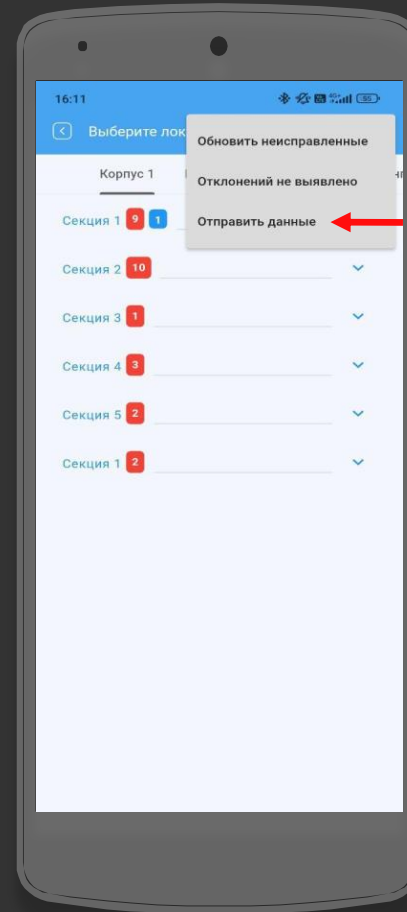 16:11
Выберите лок
Обновить неисправленные
Отклонений не выявлено
Отправить данные
Корпус 1
Секция 1 9 1
Секция 2 10
Секция 3 1
Секция 4 3
Секция 5 2
Секция 1 2